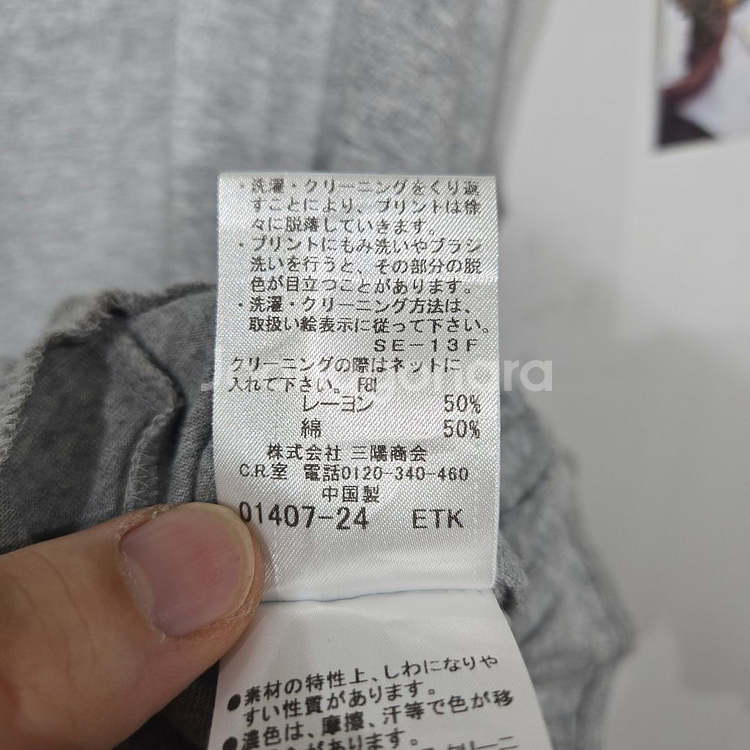 ・洗濯・クリーニングをくり返
すことにより、プリントは徐
々に脱落していきます。
・プリントにもみ洗いやブラシ
洗いを行うと、その部分の脱
色が目立つことがあります。
・洗濯・クリーニング方法は、
取扱い絵表示に従って下さい。
SE-13F
クリーニングの際はネットに
入れて下さい。 F81
レーヨン 50%
綿 50%
株式会社 三陽商会
C.R.室 電話0120-340-460
中国製
01407-24 ETK
●素材の特性上、しわになりや
すい性質があります。
●濃色は、摩擦、汗等で色が移